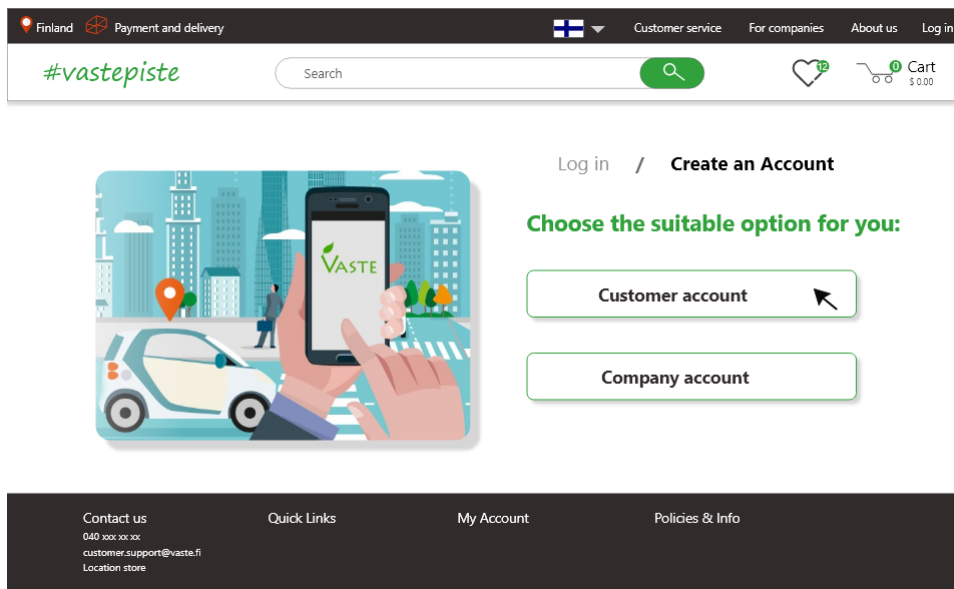 Finland Payment and delivery Customer service For companies About us Log in
#vastepiste Search 12 0 Cart
$ 0.00
Log in / Create an Account
Choose the suitable option for you:
VASTE
Customer account
Company account
Contact us Quick Links My Account Policies & Info
040 xxx xx xx
customer.support@vaste.fi
Location store